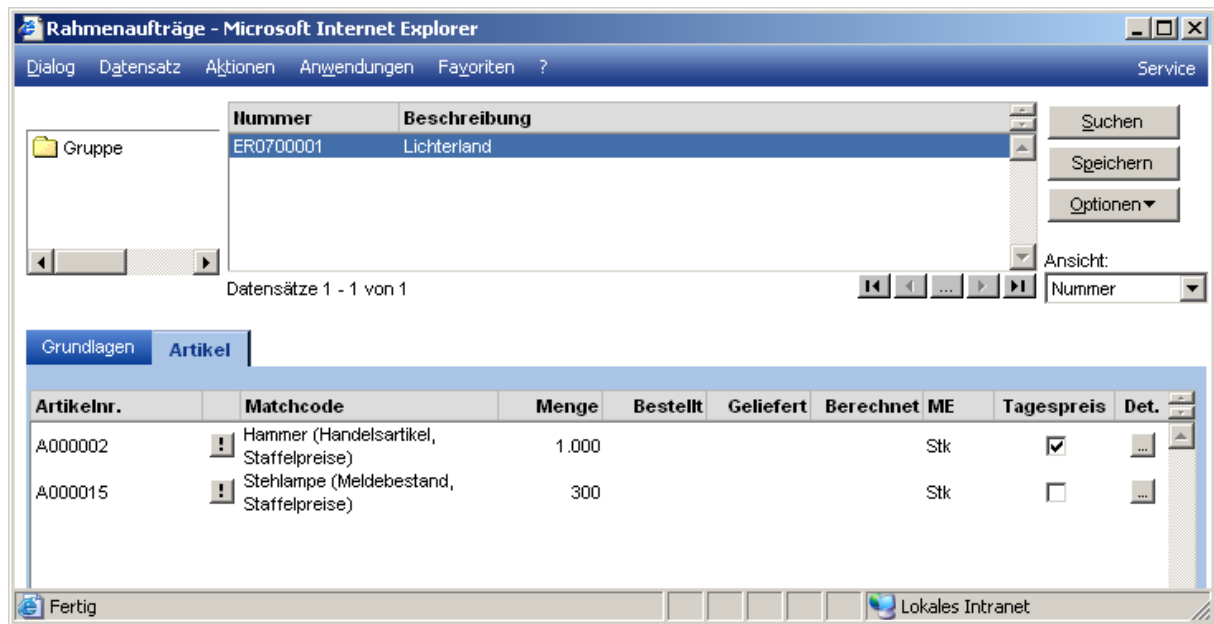 Rahmenaufträge - Microsoft Internet Explorer
Dialog Datensatz Aktionen Anwendungen Favoriten ? Service
Nummer Beschreibung
Suchen
Gruppe
ER0700001 Lichterland
Speichern
Optionen
Ansicht:
Datensätze 1 - 1 von 1
...
Nummer
Grundlagen Artikel
Artikelnr. Matchcode Menge Bestellt Geliefert Berechnet ME Tagespreis Det.
A000002 ! Hammer (Handelsartikel, 1.000 Stk ...
Staffelpreise)
A000015 ! Stehlampe (Meldebestand, 300 Stk ...
Staffelpreise)
Fertig Lokales Intranet